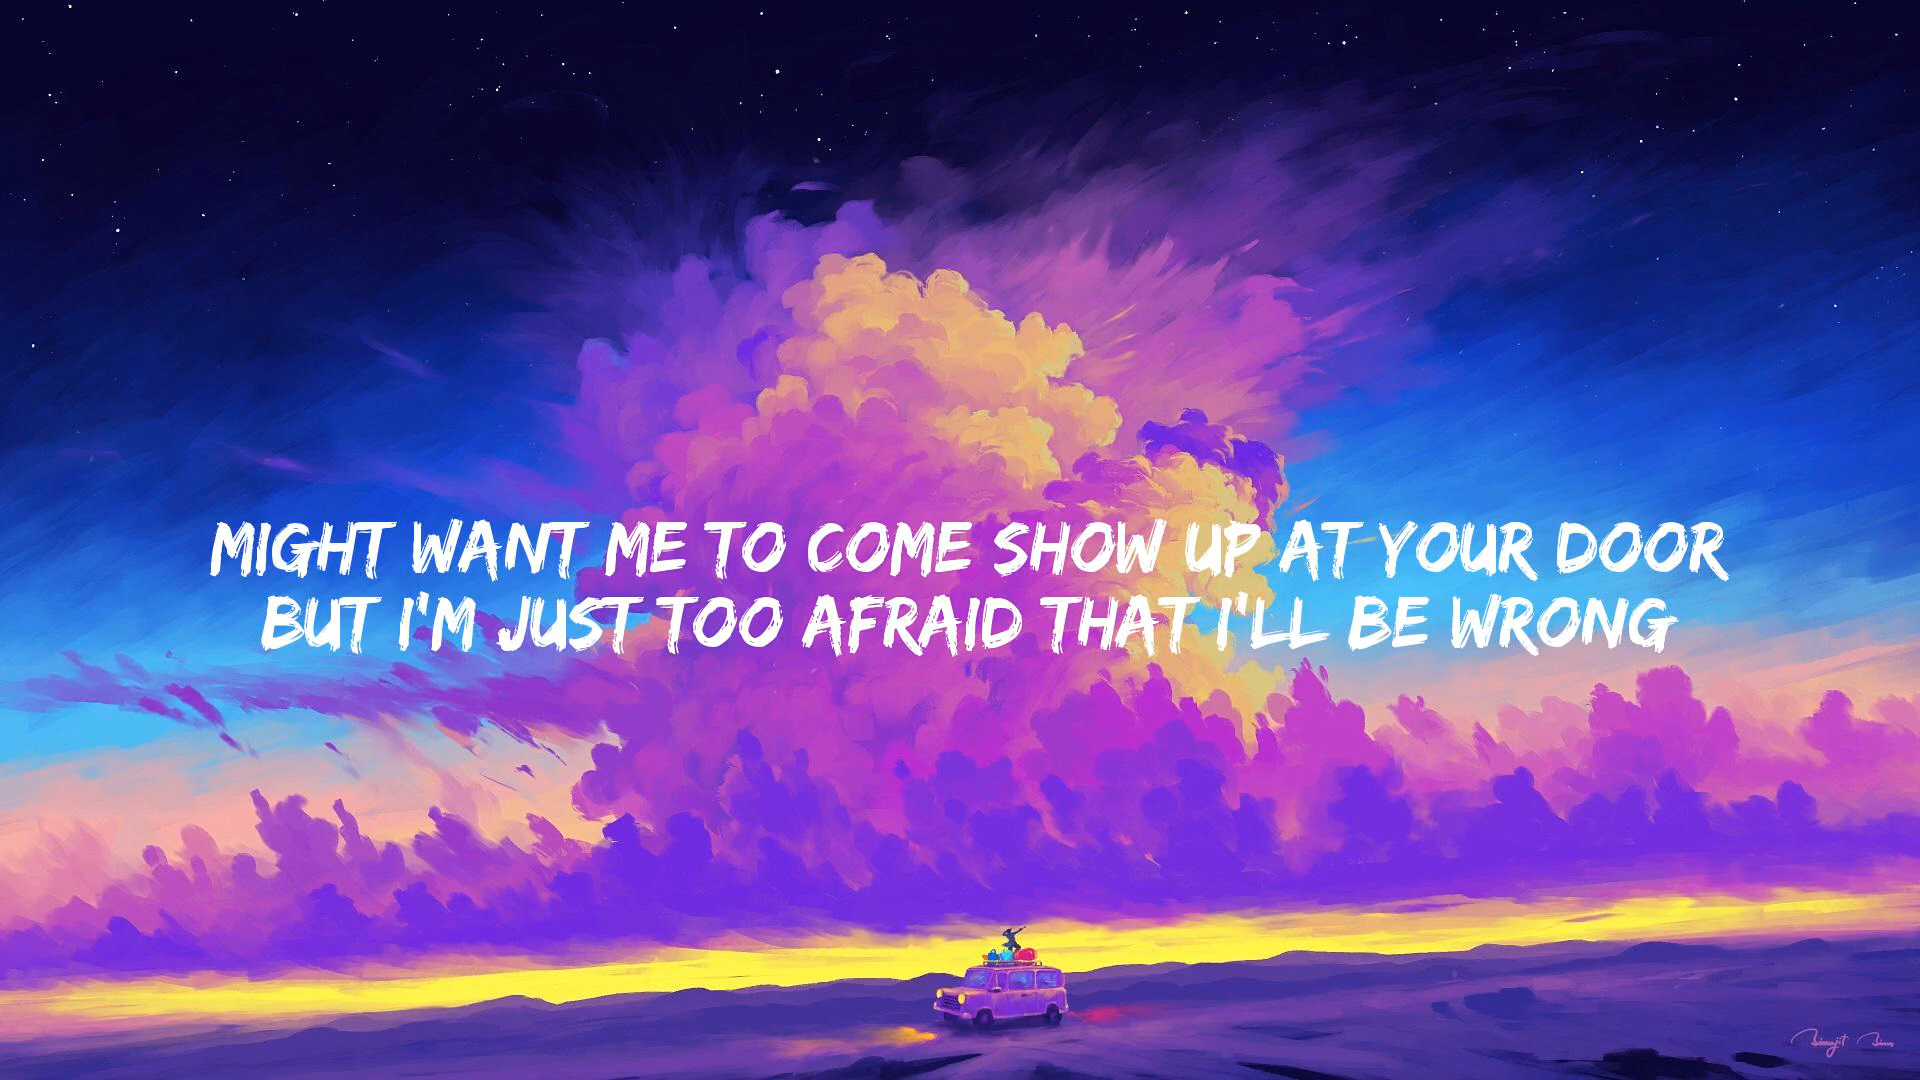 MIGHT WANT ME TO COME SHOW UP AT YOUR DOOR
BUT I'M JUST TOO AFRAID THAT I'LL BE WRONG